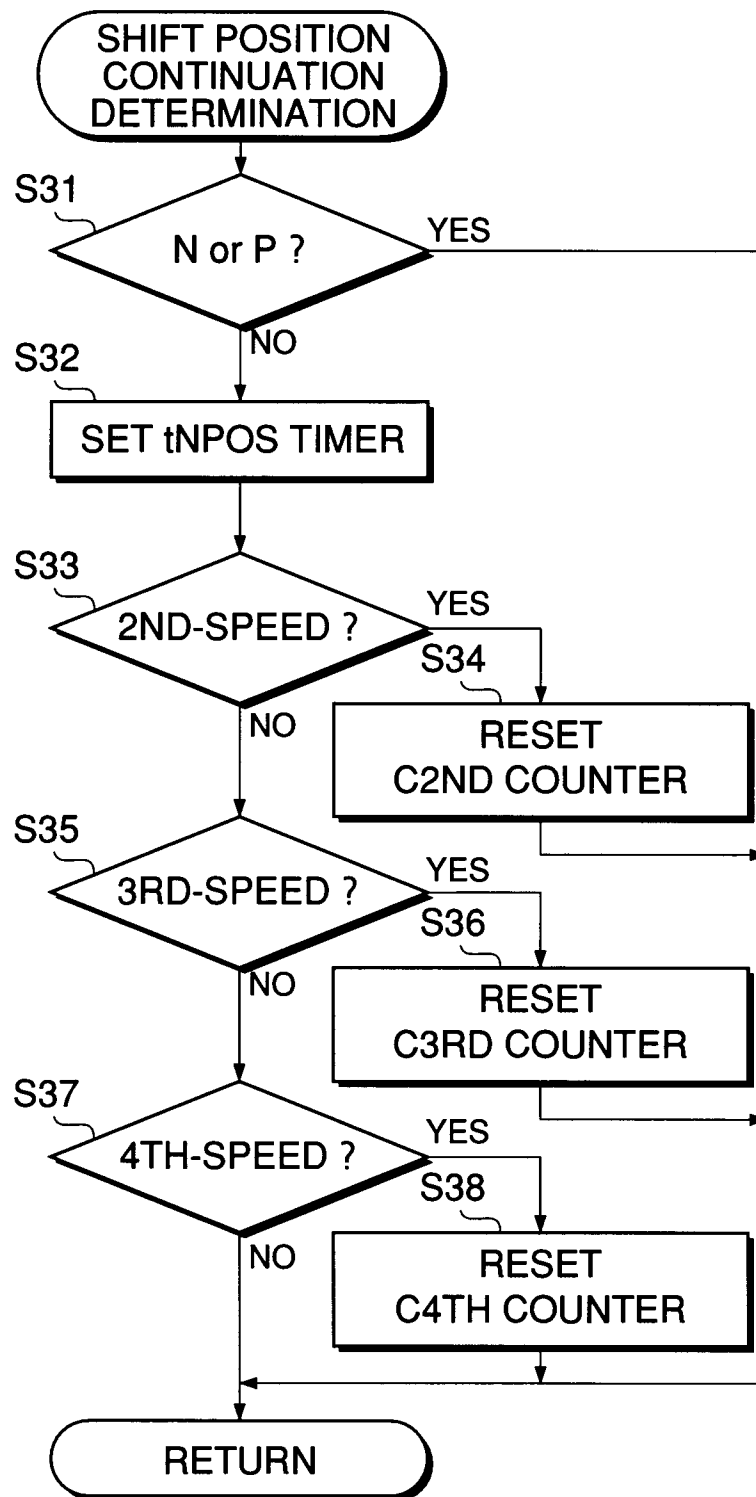 SHIFT POSITION
CONTINUATION
DETERMINATION
S31
N or P ?
YES
NO
S32
SET tNPOS TIMER
S33
2ND-SPEED ?
YES
NO
S34
RESET
C2ND COUNTER
S35
3RD-SPEED ?
YES
NO
S36
RESET
C3RD COUNTER
S37
4TH-SPEED ?
YES
NO
S38
RESET
C4TH COUNTER
RETURN